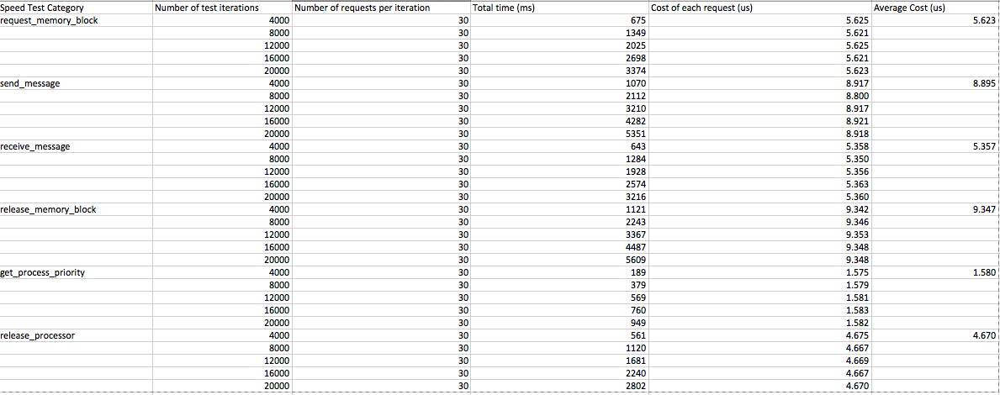 Speed Test Category Number of test iterations Number of requests per iteration Total time (ms) Cost of each request (us) Average Cost (us)
request_memory_block 4000 30 675 5.625 5.623
8000 30 1349 5.621
12000 30 2025 5.625
16000 30 2698 5.621
20000 30 3374 5.623
send_message 4000 30 1070 8.917 8.895
8000 30 2112 8.800
12000 30 3210 8.917
16000 30 4282 8.921
20000 30 5351 8.918
receive_message 4000 30 643 5.358 5.357
8000 30 1284 5.350
12000 30 1928 5.356
16000 30 2574 5.363
20000 30 3216 5.360
release_memory_block 4000 30 1121 9.342 9.347
8000 30 2243 9.346
12000 30 3367 9.353
16000 30 4487 9.348
20000 30 5609 9.348
get_process_priority 4000 30 189 1.575 1.580
8000 30 379 1.579
12000 30 569 1.581
16000 30 760 1.583
20000 30 949 1.582
release_processor 4000 30 561 4.675 4.670
8000 30 1120 4.667
12000 30 1681 4.669
16000 30 2240 4.667
20000 30 2802 4.670